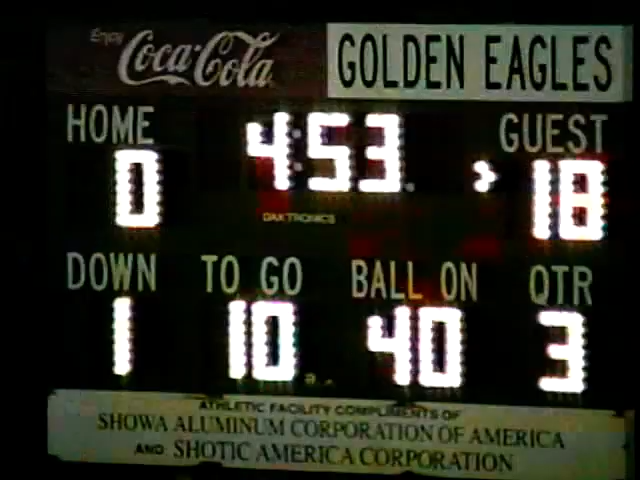 Enjoy Coca-Cola GOLDEN EAGLES
HOME 4:53 GUEST
0 > 18
DAKTRONICS
DOWN TO GO BALL ON QTR
1 10 40 3
ATHLETIC FACILITY COMPLIMENTS OF
SHOWA ALUMINUM CORPORATION OF AMERICA
AND SHOTIC AMERICA CORPORATION